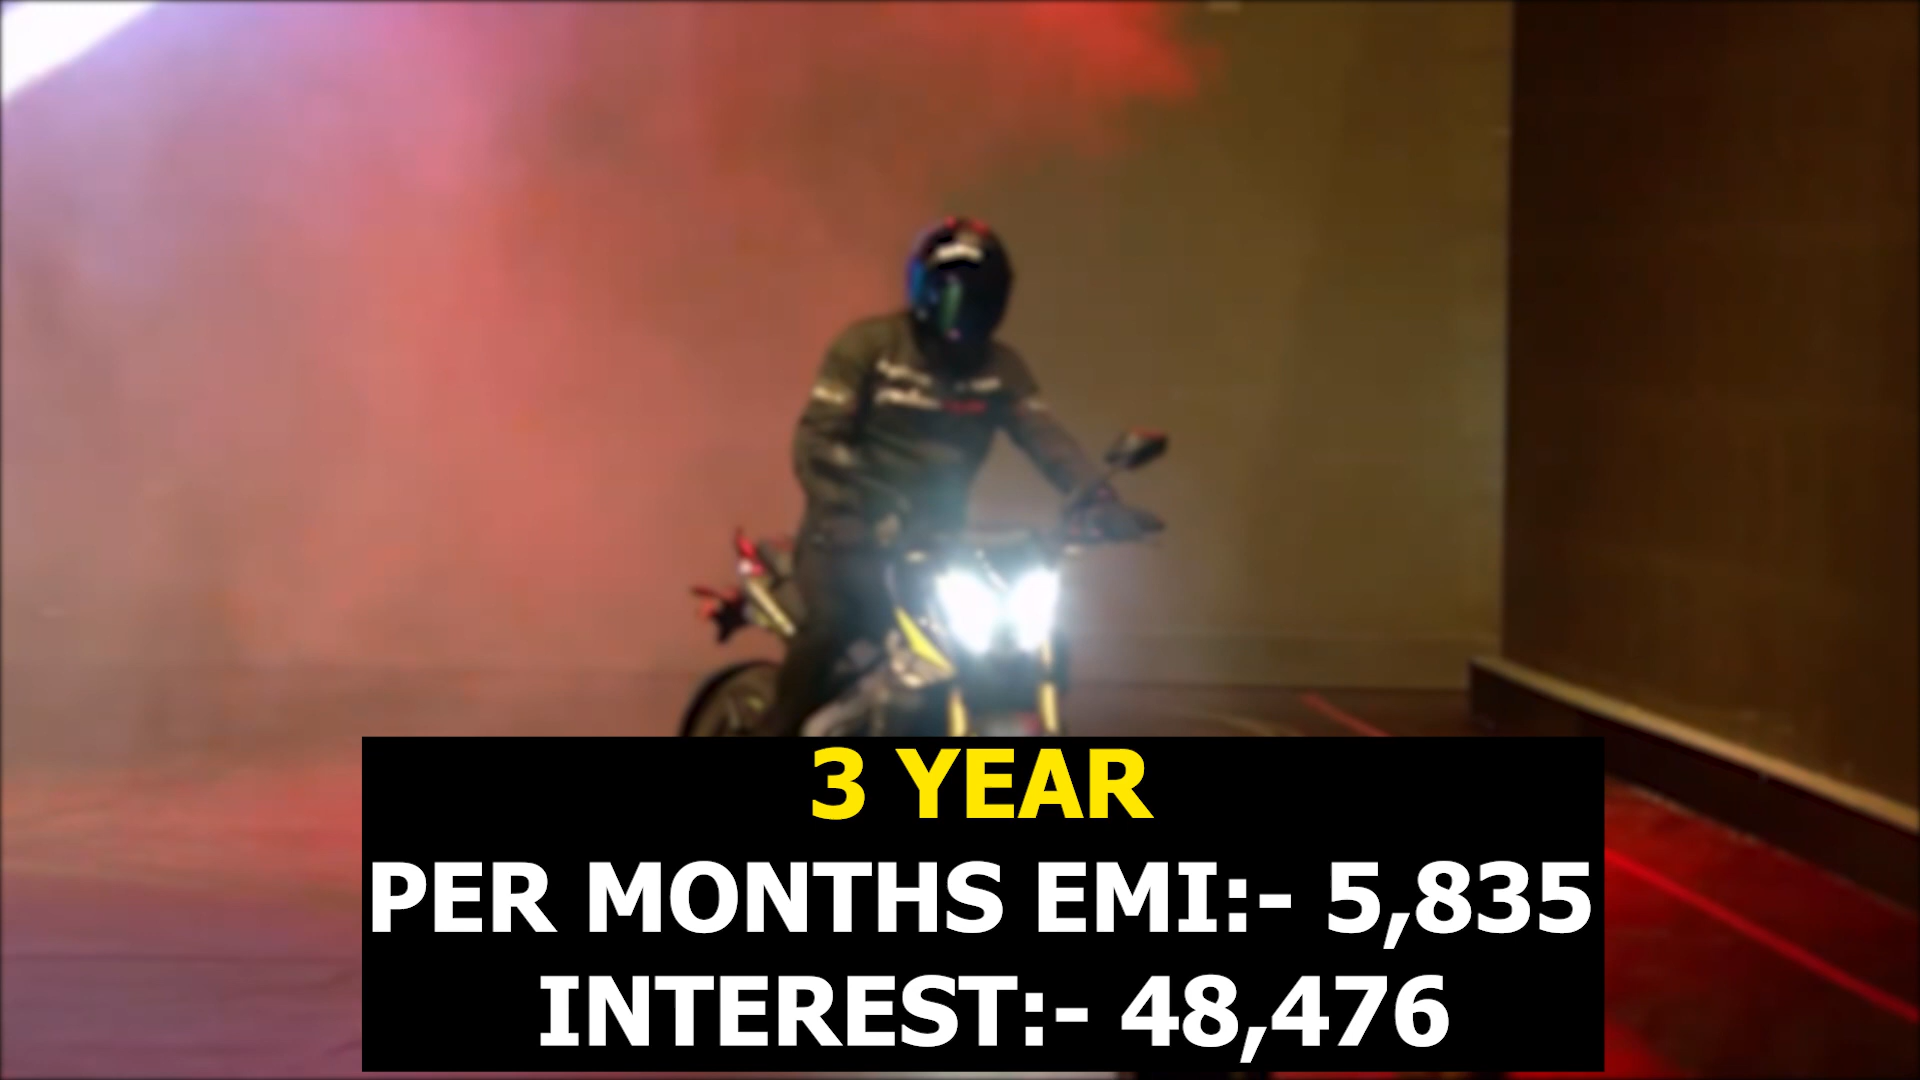 3 YEAR
PER MONTHS EMI:- 5,835
INTEREST:- 48,476